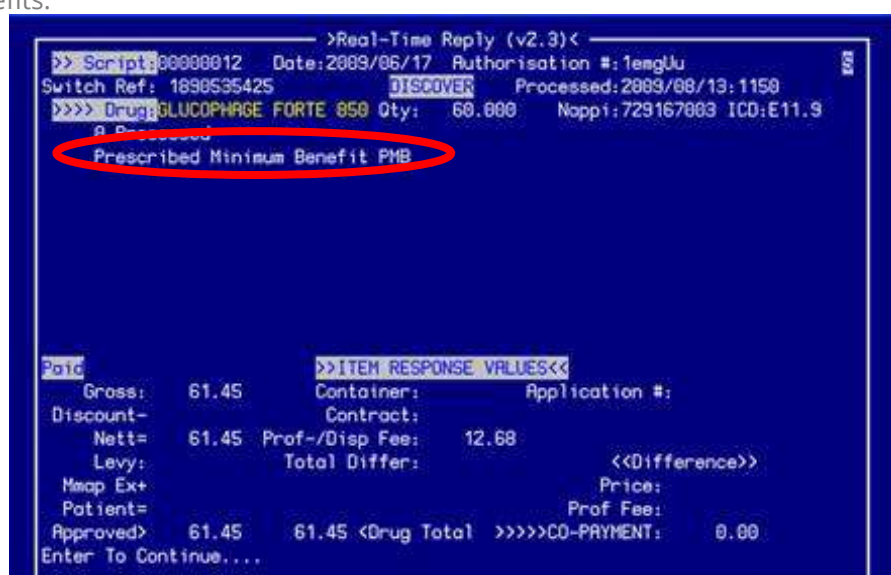 ents.
>Real-Time Reply (v2.3)<
>> Script:00000012 Date:2009/06/17 Authorisation #:1emgUu S
Switch Ref: 1890535425 DISCOVER Processed:2009/08/13:1150
>>>> Drug:GLUCOPHAGE FORTE 850 Qty: 60.000 Nappi:729167003 ICD:E11.9
Prescribed Minimum Benefit PMB
Paid >>ITEM RESPONSE VALUES<<
Gross: 61.45 Container: Application #:
Discount- Contract:
Nett= 61.45 Prof-/Disp Fee: 12.68
Levy: Total Differ: <<Difference>>
Mmap Ex+ Price:
Patient= Prof Fee:
Approved> 61.45 61.45 <Drug Total >>>>>CO-PAYMENT: 0.00
Enter To Continue....